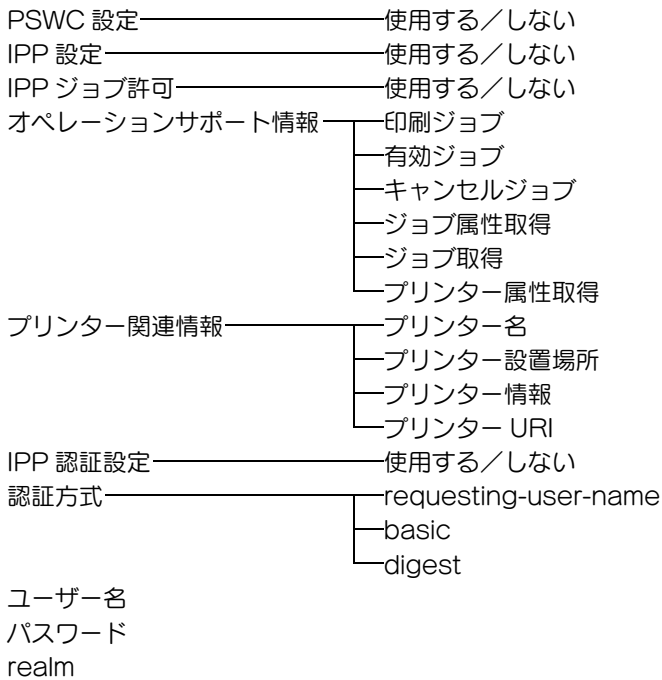 PSWC 設定 使用する／しない
IPP 設定 使用する／しない
IPP ジョブ許可 使用する／しない
オペレーションサポート情報 印刷ジョブ
有効ジョブ
キャンセルジョブ
ジョブ属性取得
ジョブ取得
プリンター属性取得
プリンター関連情報 プリンター名
プリンター設置場所
プリンター情報
プリンター URI
IPP 認証設定 使用する／しない
認証方式 requesting-user-name
basic
digest
ユーザー名
パスワード
realm